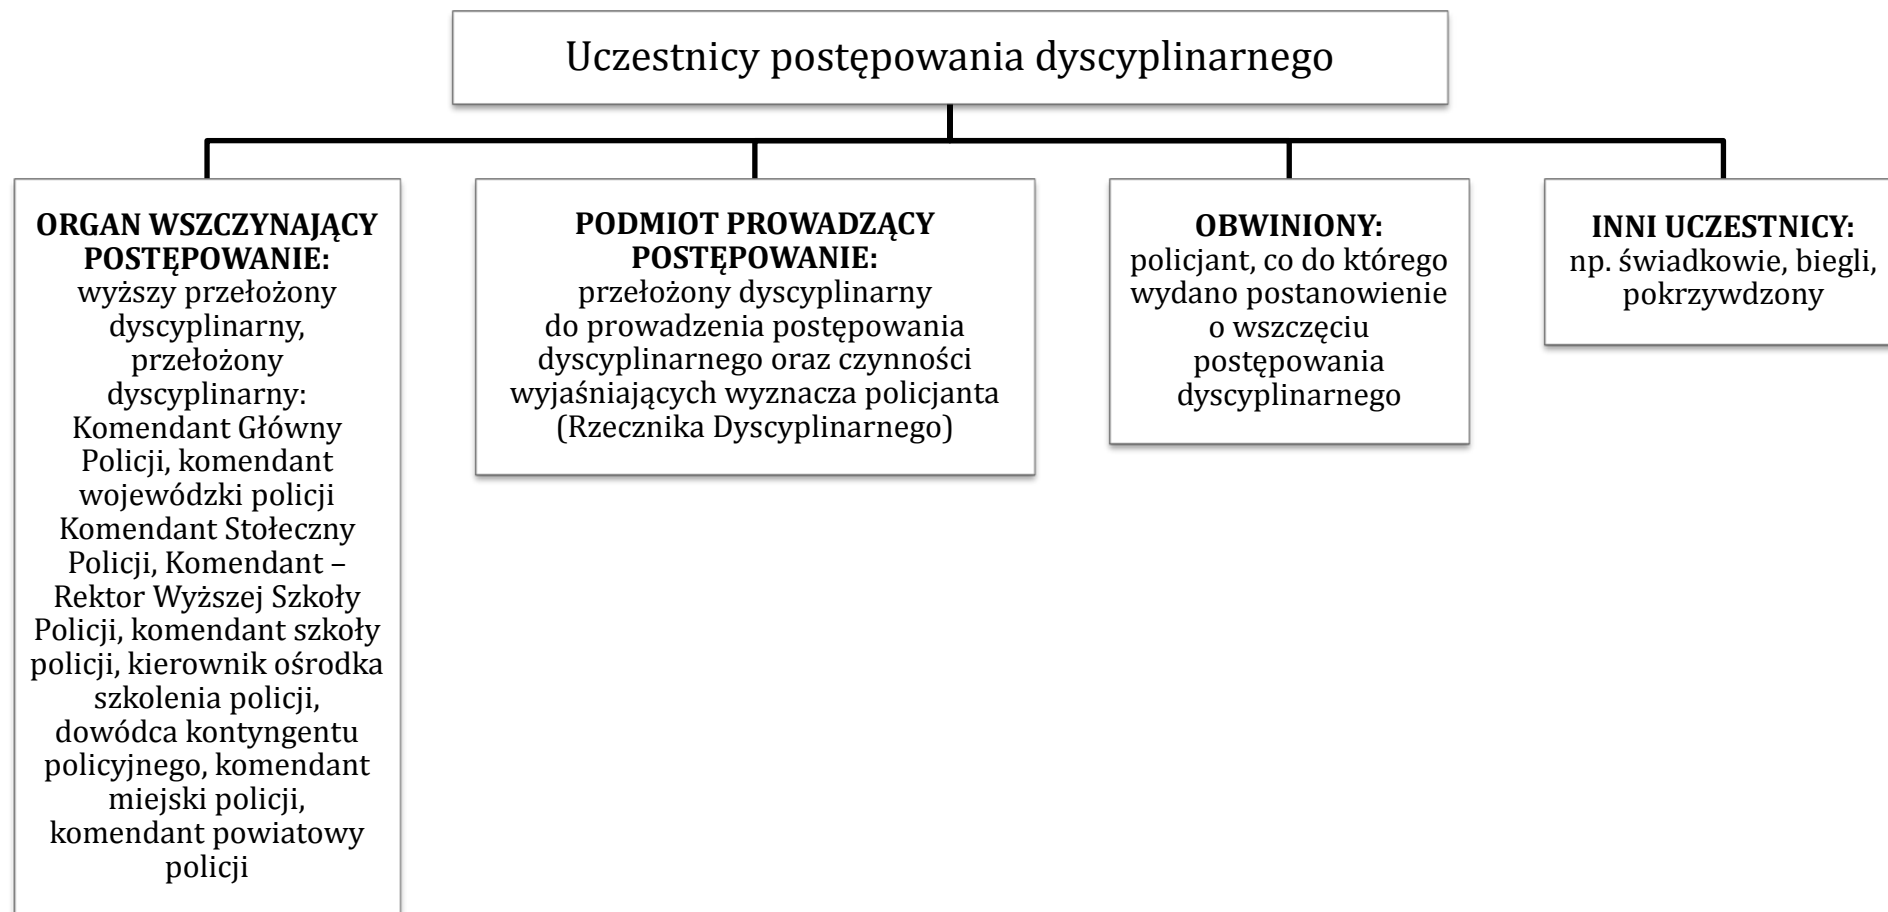 Uczestnicy postępowania dyscyplinarnego
ORGAN WSZCZYNAJĄCY
POSTĘPOWANIE:
wyższy przełożony
dyscyplinarny,
przełożony
dyscyplinarny:
Komendant Główny
Policji, komendant
wojewódzki policji
Komendant Stołeczny
Policji, Komendant –
Rektor Wyższej Szkoły
Policji, komendant szkoły
policji, kierownik ośrodka
szkolenia policji,
dowódca kontyngentu
policyjnego, komendant
miejski policji,
komendant powiatowy
policji
PODMIOT PROWADZĄCY
POSTĘPOWANIE:
przełożony dyscyplinarny
do prowadzenia postępowania
dyscyplinarnego oraz czynności
wyjaśniających wyznacza policjanta
(Rzecznika Dyscyplinarnego)
OBWINIONY:
policjant, co do którego
wydano postanowienie
o wszczęciu
postępowania
dyscyplinarnego
INNI UCZESTNICY:
np. świadkowie, biegli,
pokrzywdzony